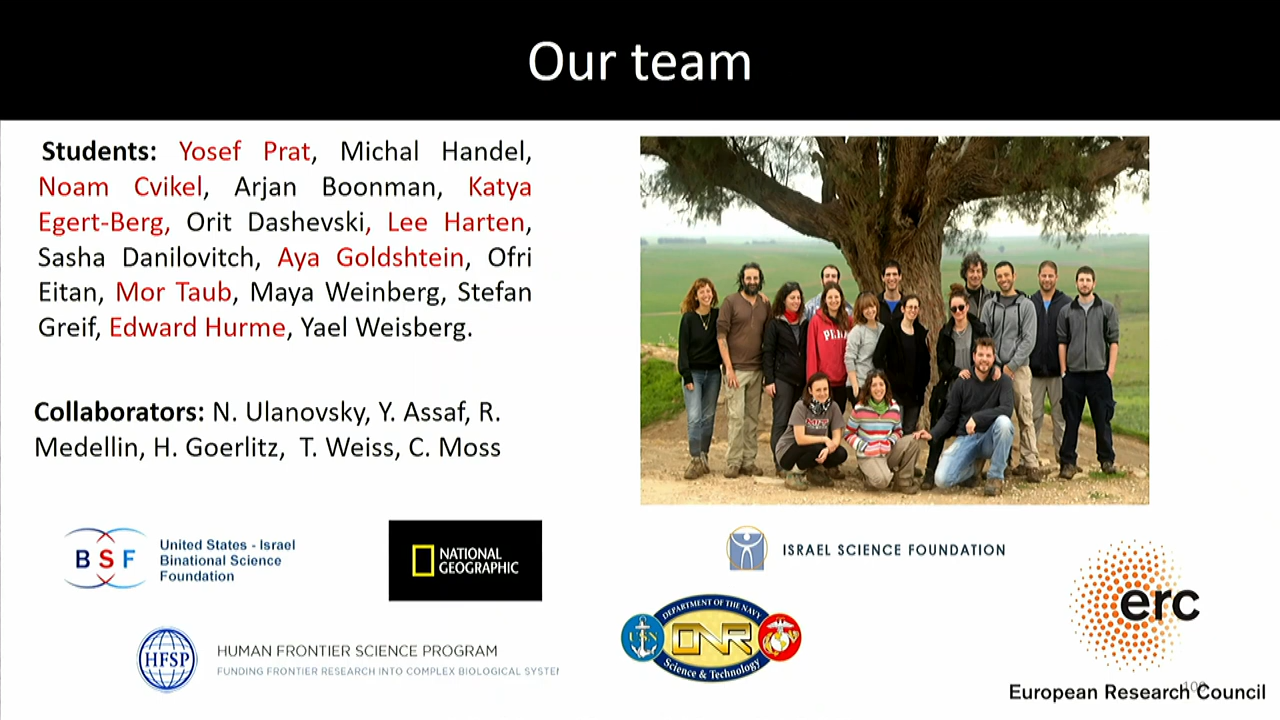 Our team
Students: Yosef Prat, Michal Handel,
Noam Cvikel, Arjan Boonman, Katya
Egert-Berg, Orit Dashevski, Lee Harten,
Sasha Danilovitch, Aya Goldshtein, Ofri
Eitan, Mor Taub, Maya Weinberg, Stefan
Greif, Edward Hurme, Yael Weisberg.
Collaborators: N. Ulanovsky, Y. Assaf, R.
Medellin, H. Goerlitz, T. Weiss, C. Moss
BSF
United States - Israel
Binational Science
Foundation
NATIONAL
GEOGRAPHIC
ISRAEL SCIENCE FOUNDATION
HFSP
HUMAN FRONTIER SCIENCE PROGRAM
FUNDING FRONTIER RESEARCH INTO COMPLEX BIOLOGICAL SYSTE
DEPARTMENT OF THE NAVY
USN
ONR
Science & Technology
erc
European Research Council